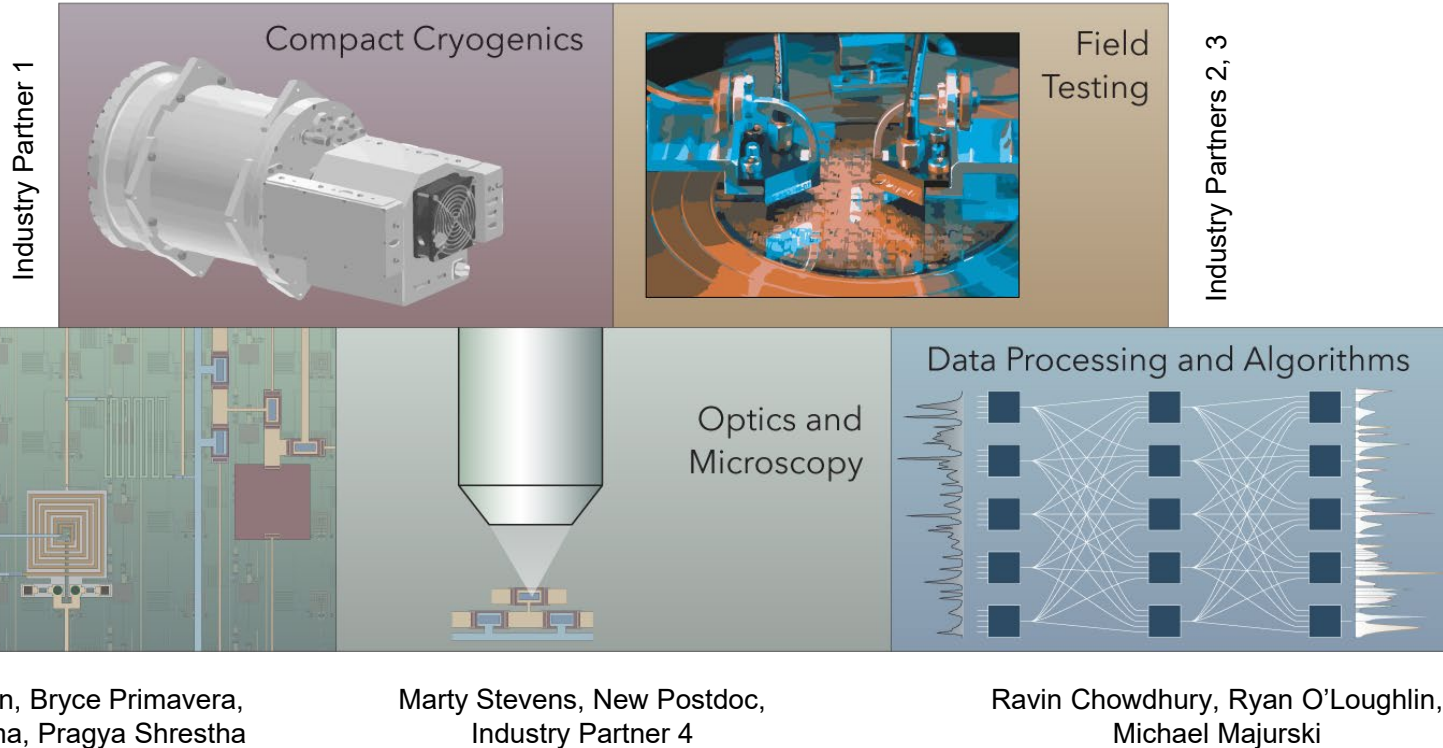 Industry Partner 1
Compact Cryogenics
Field
Testing
Industry Partners 2, 3
Optics and
Microscopy
Data Processing and Algorithms
Bryce Primavera,
Pragya Shrestha
Marty Stevens, New Postdoc,
Industry Partner 4
Ravin Chowdhury, Ryan O’Loughlin,
Michael Majurski